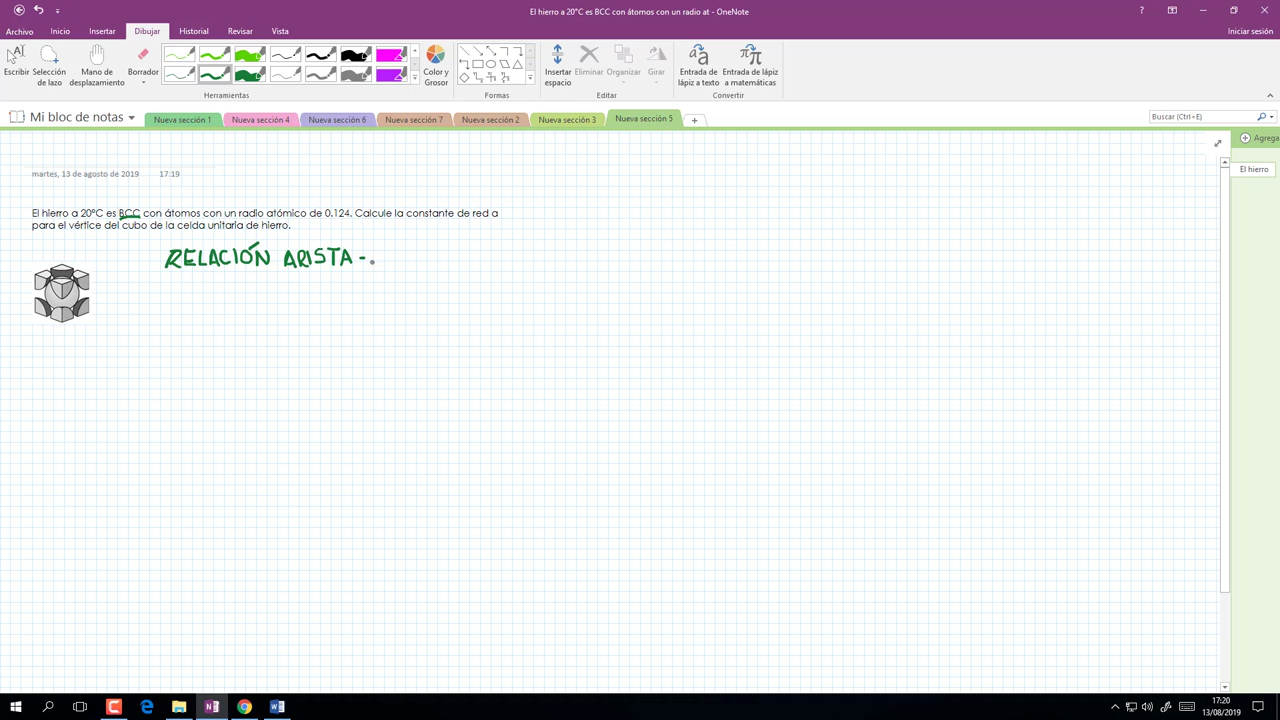 El hierro a 20°C es BCC con átomos con un radio at - OneNote
?
Archivo Inicio Insertar Dibujar Historial Revisar Vista Iniciar sesión
Escribir Selección de lazo Mano de desplazamiento Borrador Color y Grosor Insertar espacio Eliminar Organizar Girar Entrada de lápiz a texto Entrada de lápiz a matemáticas
Herramientas Formas Editar Convertir
Mi bloc de notas Nueva sección 1 Nueva sección 4 Nueva sección 6 Nueva sección 7 Nueva sección 2 Nueva sección 3 Nueva sección 5 + Buscar (Ctrl+E)
Agrega
El hierro
martes, 13 de agosto de 2019 17:19
El hierro a 20°C es BCC con átomos con un radio atómico de 0.124. Calcule la constante de red a
para el vértice del cubo de la celda unitaria de hierro.
RELACIÓN ARISTA -
17:20
13/08/2019